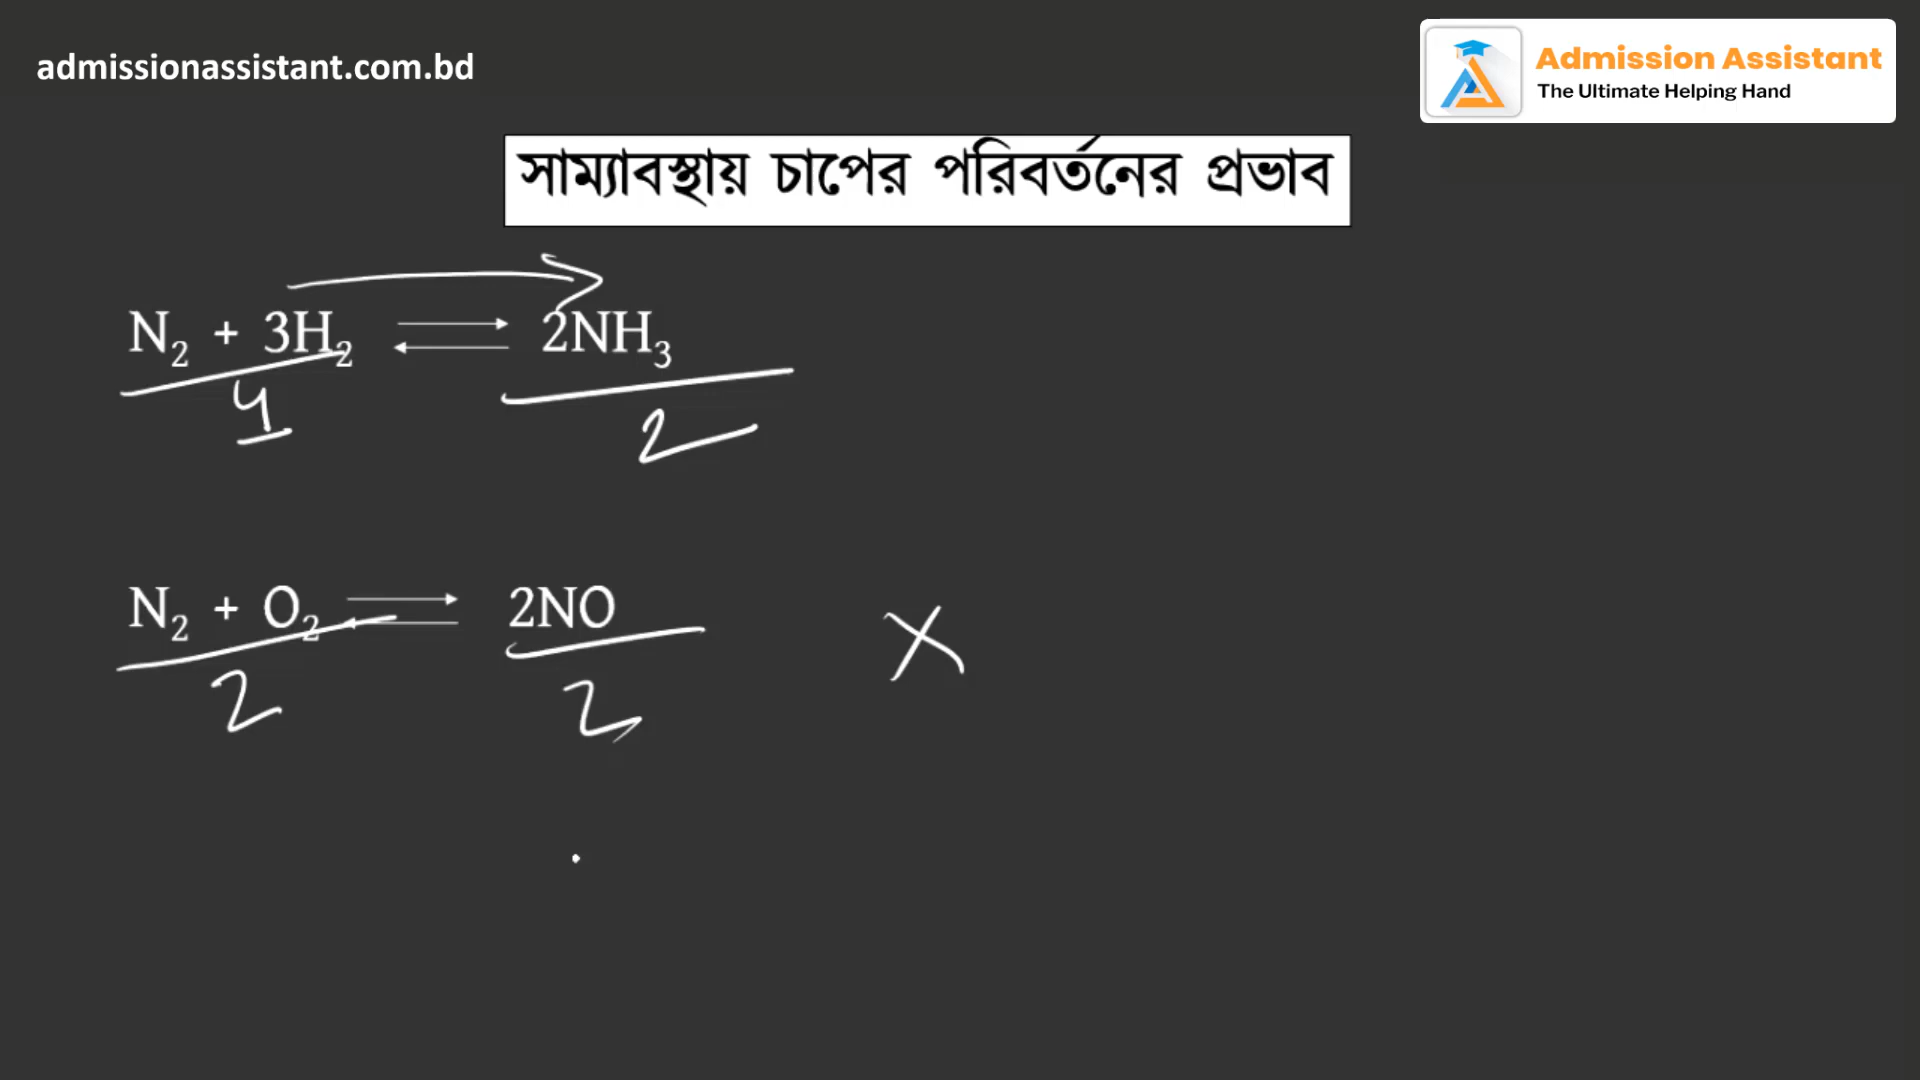 admissionassistant.com.bd
Admission Assistant
The Ultimate Helping Hand
সাম্যাবস্থায় চাপের পরিবর্তনের প্রভাব
N₂ + 3H₂ ⇌ 2NH₃
4 2
N₂ + O₂ ⇌ 2NO X
2 2